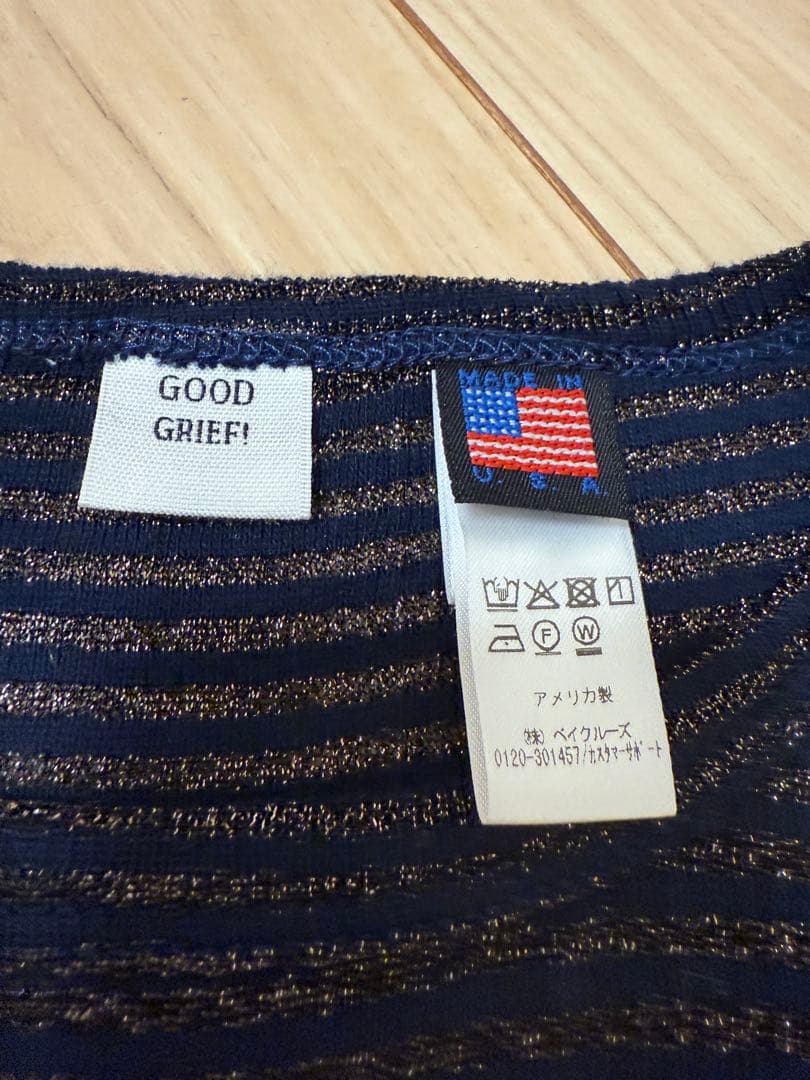 GOOD
GRIEF!
MADE IN
U. S. A.
F W
アメリカ製
(株) ベイクルーズ
0120-301457/カスタマーサポート